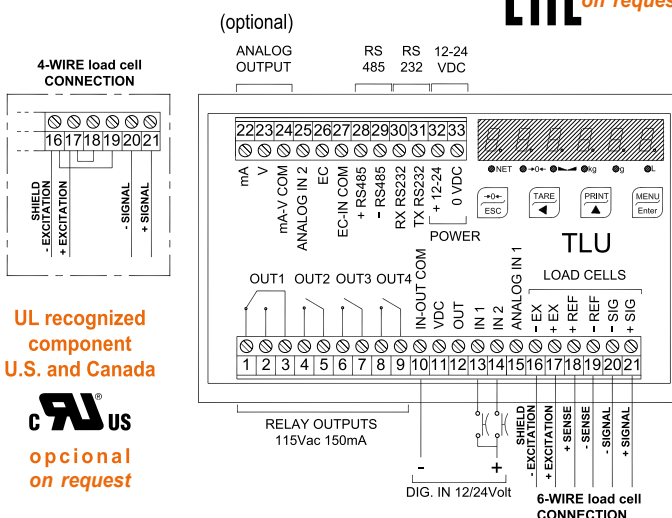 on request
(optional)
ANALOG
OUTPUT
RS
485
RS
232
12-24
VDC
4-WIRE load cell
CONNECTION
16 17 18 19 20 21
SHIELD
- EXCITATION
+ EXCITATION
- SIGNAL
+ SIGNAL
22 23 24 25 26 27 28 29 30 31 32 33
mA
V
mA-V COM
ANALOG IN 2
EC
EC-IN COM
+ RS485
- RS485
RX RS232
TX RS232
+ 12-24
0 VDC
POWER
NET
→0←
kg
g
L
→0←
ESC
TARE
PRINT
MENU
Enter
TLU
LOAD CELLS
OUT1 OUT2 OUT3 OUT4
IN-OUT COM
VDC
OUT
IN 1
IN 2
ANALOG IN 1
- EX
+ EX
+ REF
- REF
- SIG
+ SIG
1 2 3 4 5 6 7 8 9 10 11 12 13 14 15 16 17 18 19 20 21
RELAY OUTPUTS
115Vac 150mA
- +
DIG. IN 12/24Volt
SHIELD
- EXCITATION
+ EXCITATION
+ SENSE
- SENSE
- SIGNAL
+ SIGNAL
6-WIRE load cell
CONNECTION
UL recognized
component
U.S. and Canada
c RU ® US
opcional
on request